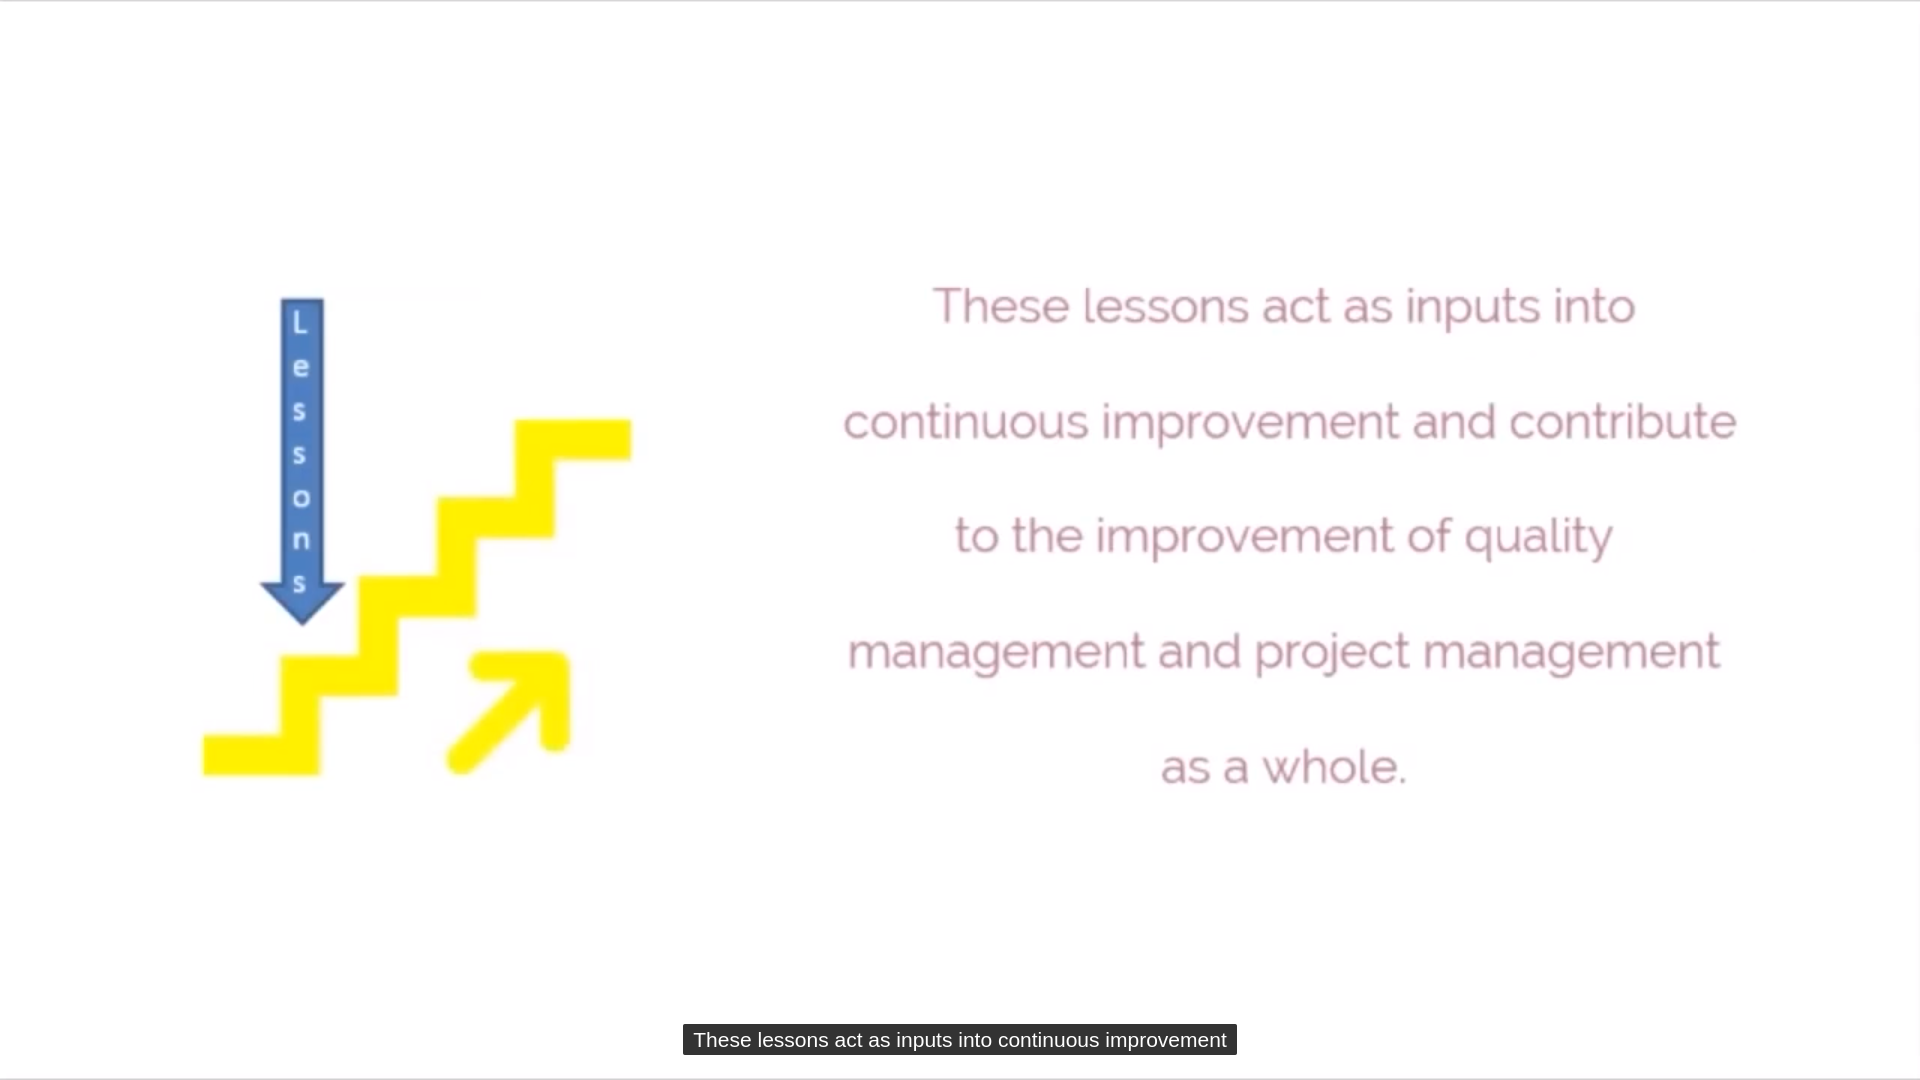 L
e
s
s
o
n
s
These lessons act as inputs into
continuous improvement and contribute
to the improvement of quality
management and project management
as a whole.
These lessons act as inputs into continuous improvement